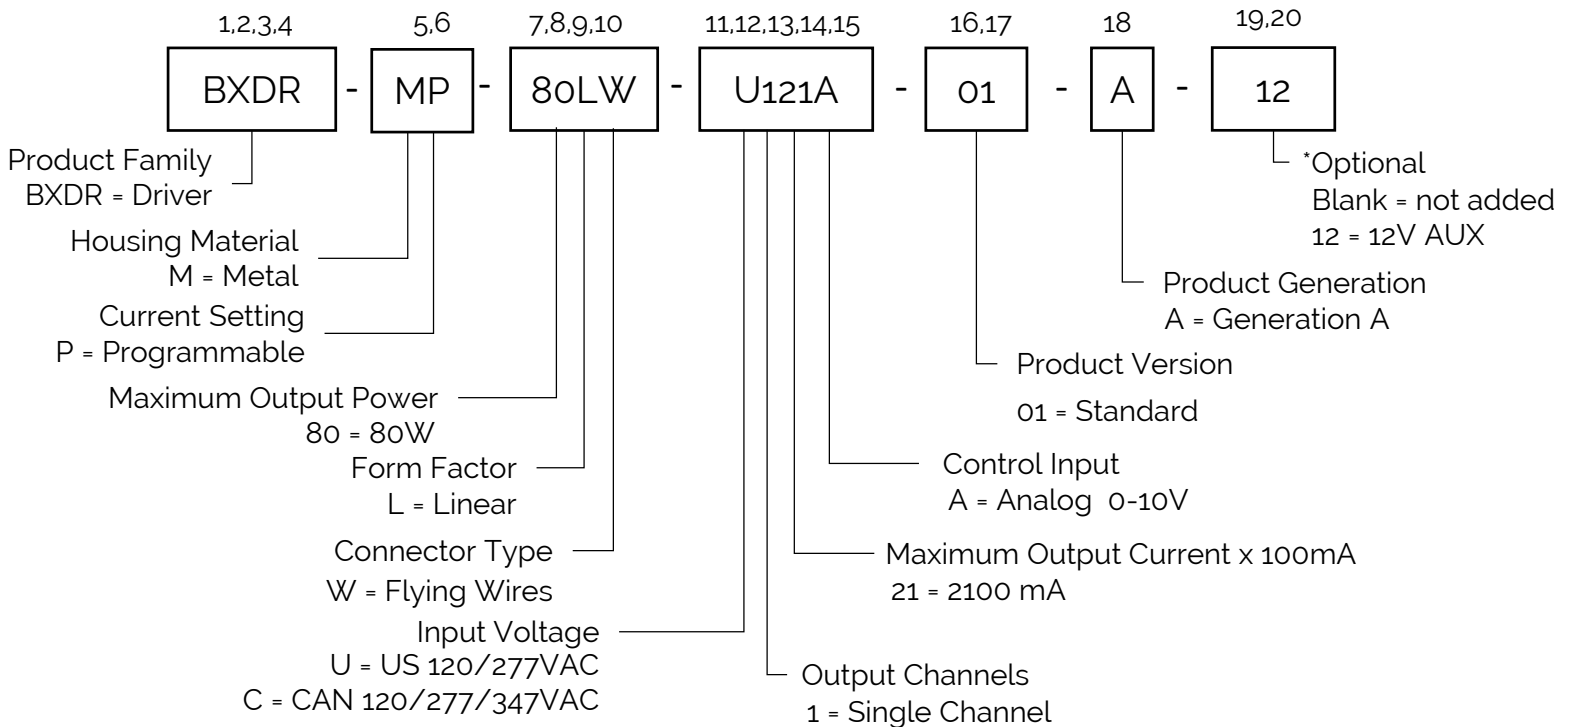 1,2,3,4 5,6 7,8,9,10 11,12,13,14,15 16,17 18 19,20
BXDR - MP - 80LW - U121A - 01 - A - 12
Product Family
BXDR = Driver
Housing Material
M = Metal
Current Setting
P = Programmable
Maximum Output Power
80 = 80W
Form Factor
L = Linear
Connector Type
W = Flying Wires
Input Voltage
U = US 120/277VAC
C = CAN 120/277/347VAC
*Optional
Blank = not added
12 = 12V AUX
Product Generation
A = Generation A
Product Version
01 = Standard
Control Input
A = Analog 0-10V
Maximum Output Current x 100mA
21 = 2100 mA
Output Channels
1 = Single Channel